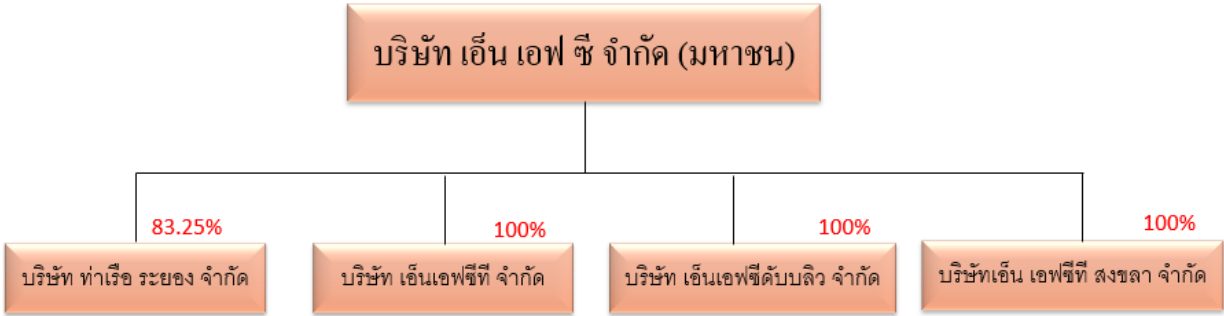 บริษัท เอ็น เอฟ ซี จำกัด (มหาชน)
83.25%
100%
100%
100%
บริษัท ท่าเรือ ระยอง จำกัด
บริษัท เอ็นเอฟซีที จำกัด
บริษัท เอ็นเอฟซีดับบลิว จำกัด
บริษัทเอ็น เอฟซีที สงขลา จำกัด